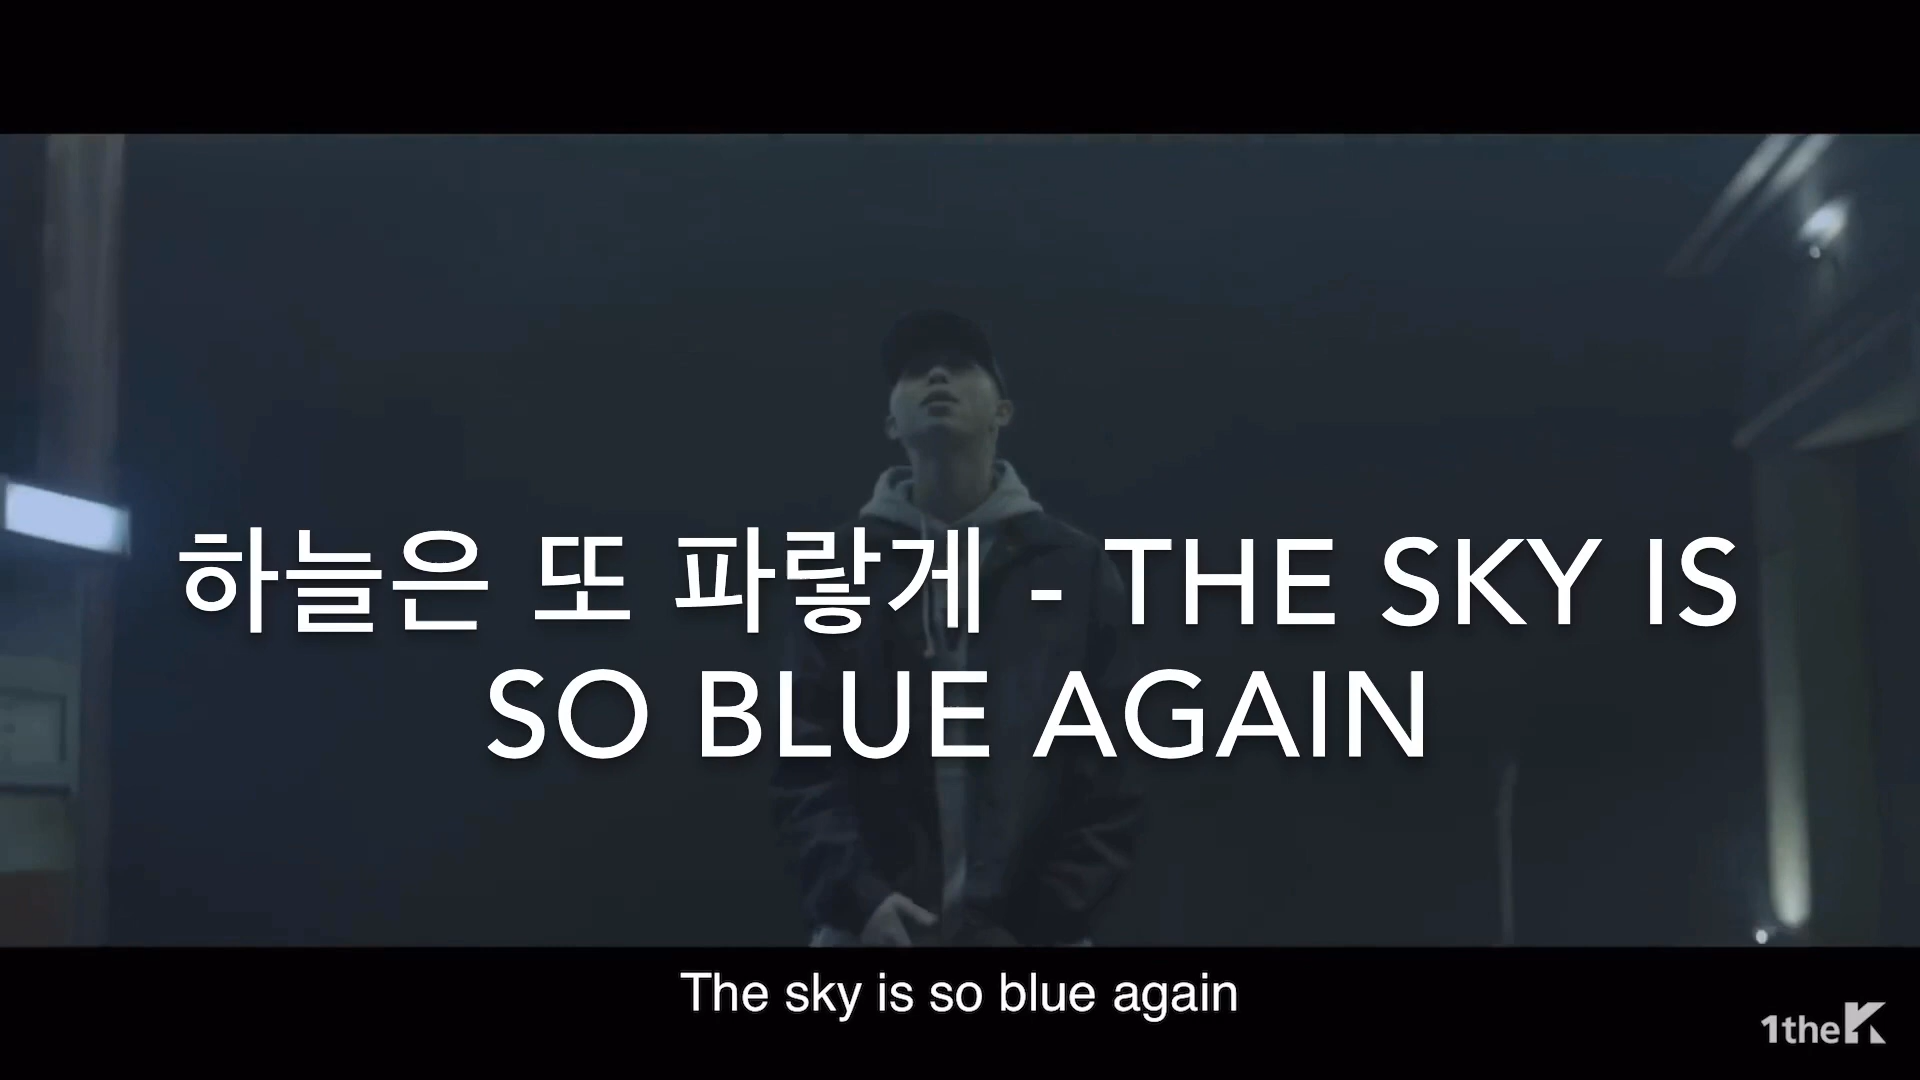 하늘은 또 파랗게 - THE SKY IS
SO BLUE AGAIN
The sky is so blue again
1theK